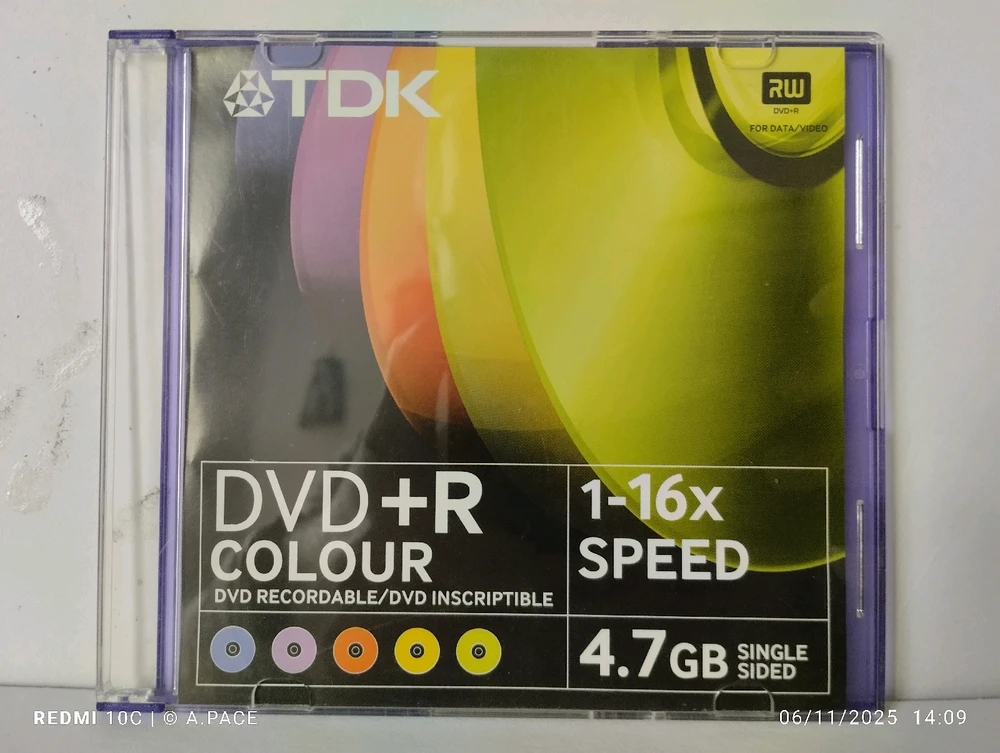 TDK
RW
DVD+R
FOR DATA/VIDEO
DVD+R
COLOUR
DVD RECORDABLE/DVD INSCRIPTIBLE
1-16x
SPEED
4.7GB SINGLE
SIDED
REDMI 10C | © A.PACE
06/11/2025 14:09